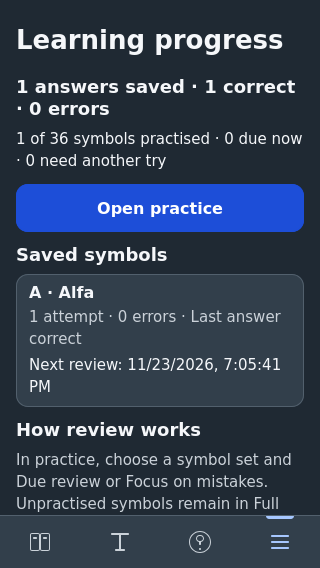 Learning progress
1 answers saved · 1 correct
· 0 errors
1 of 36 symbols practised · 0 due now
· 0 need another try
Open practice
Saved symbols
A · Alfa
1 attempt · 0 errors · Last answer
correct
Next review: 11/23/2026, 7:05:41
PM
How review works
In practice, choose a symbol set and
Due review or Focus on mistakes.
Unpractised symbols remain in Full